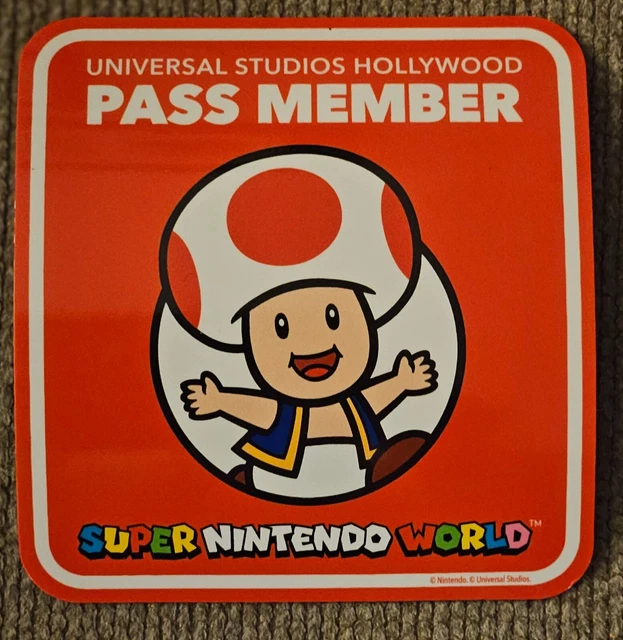 UNIVERSAL STUDIOS HOLLYWOOD
PASS MEMBER
SUPER NINTENDO WORLD™
© Nintendo. © Universal Studios.